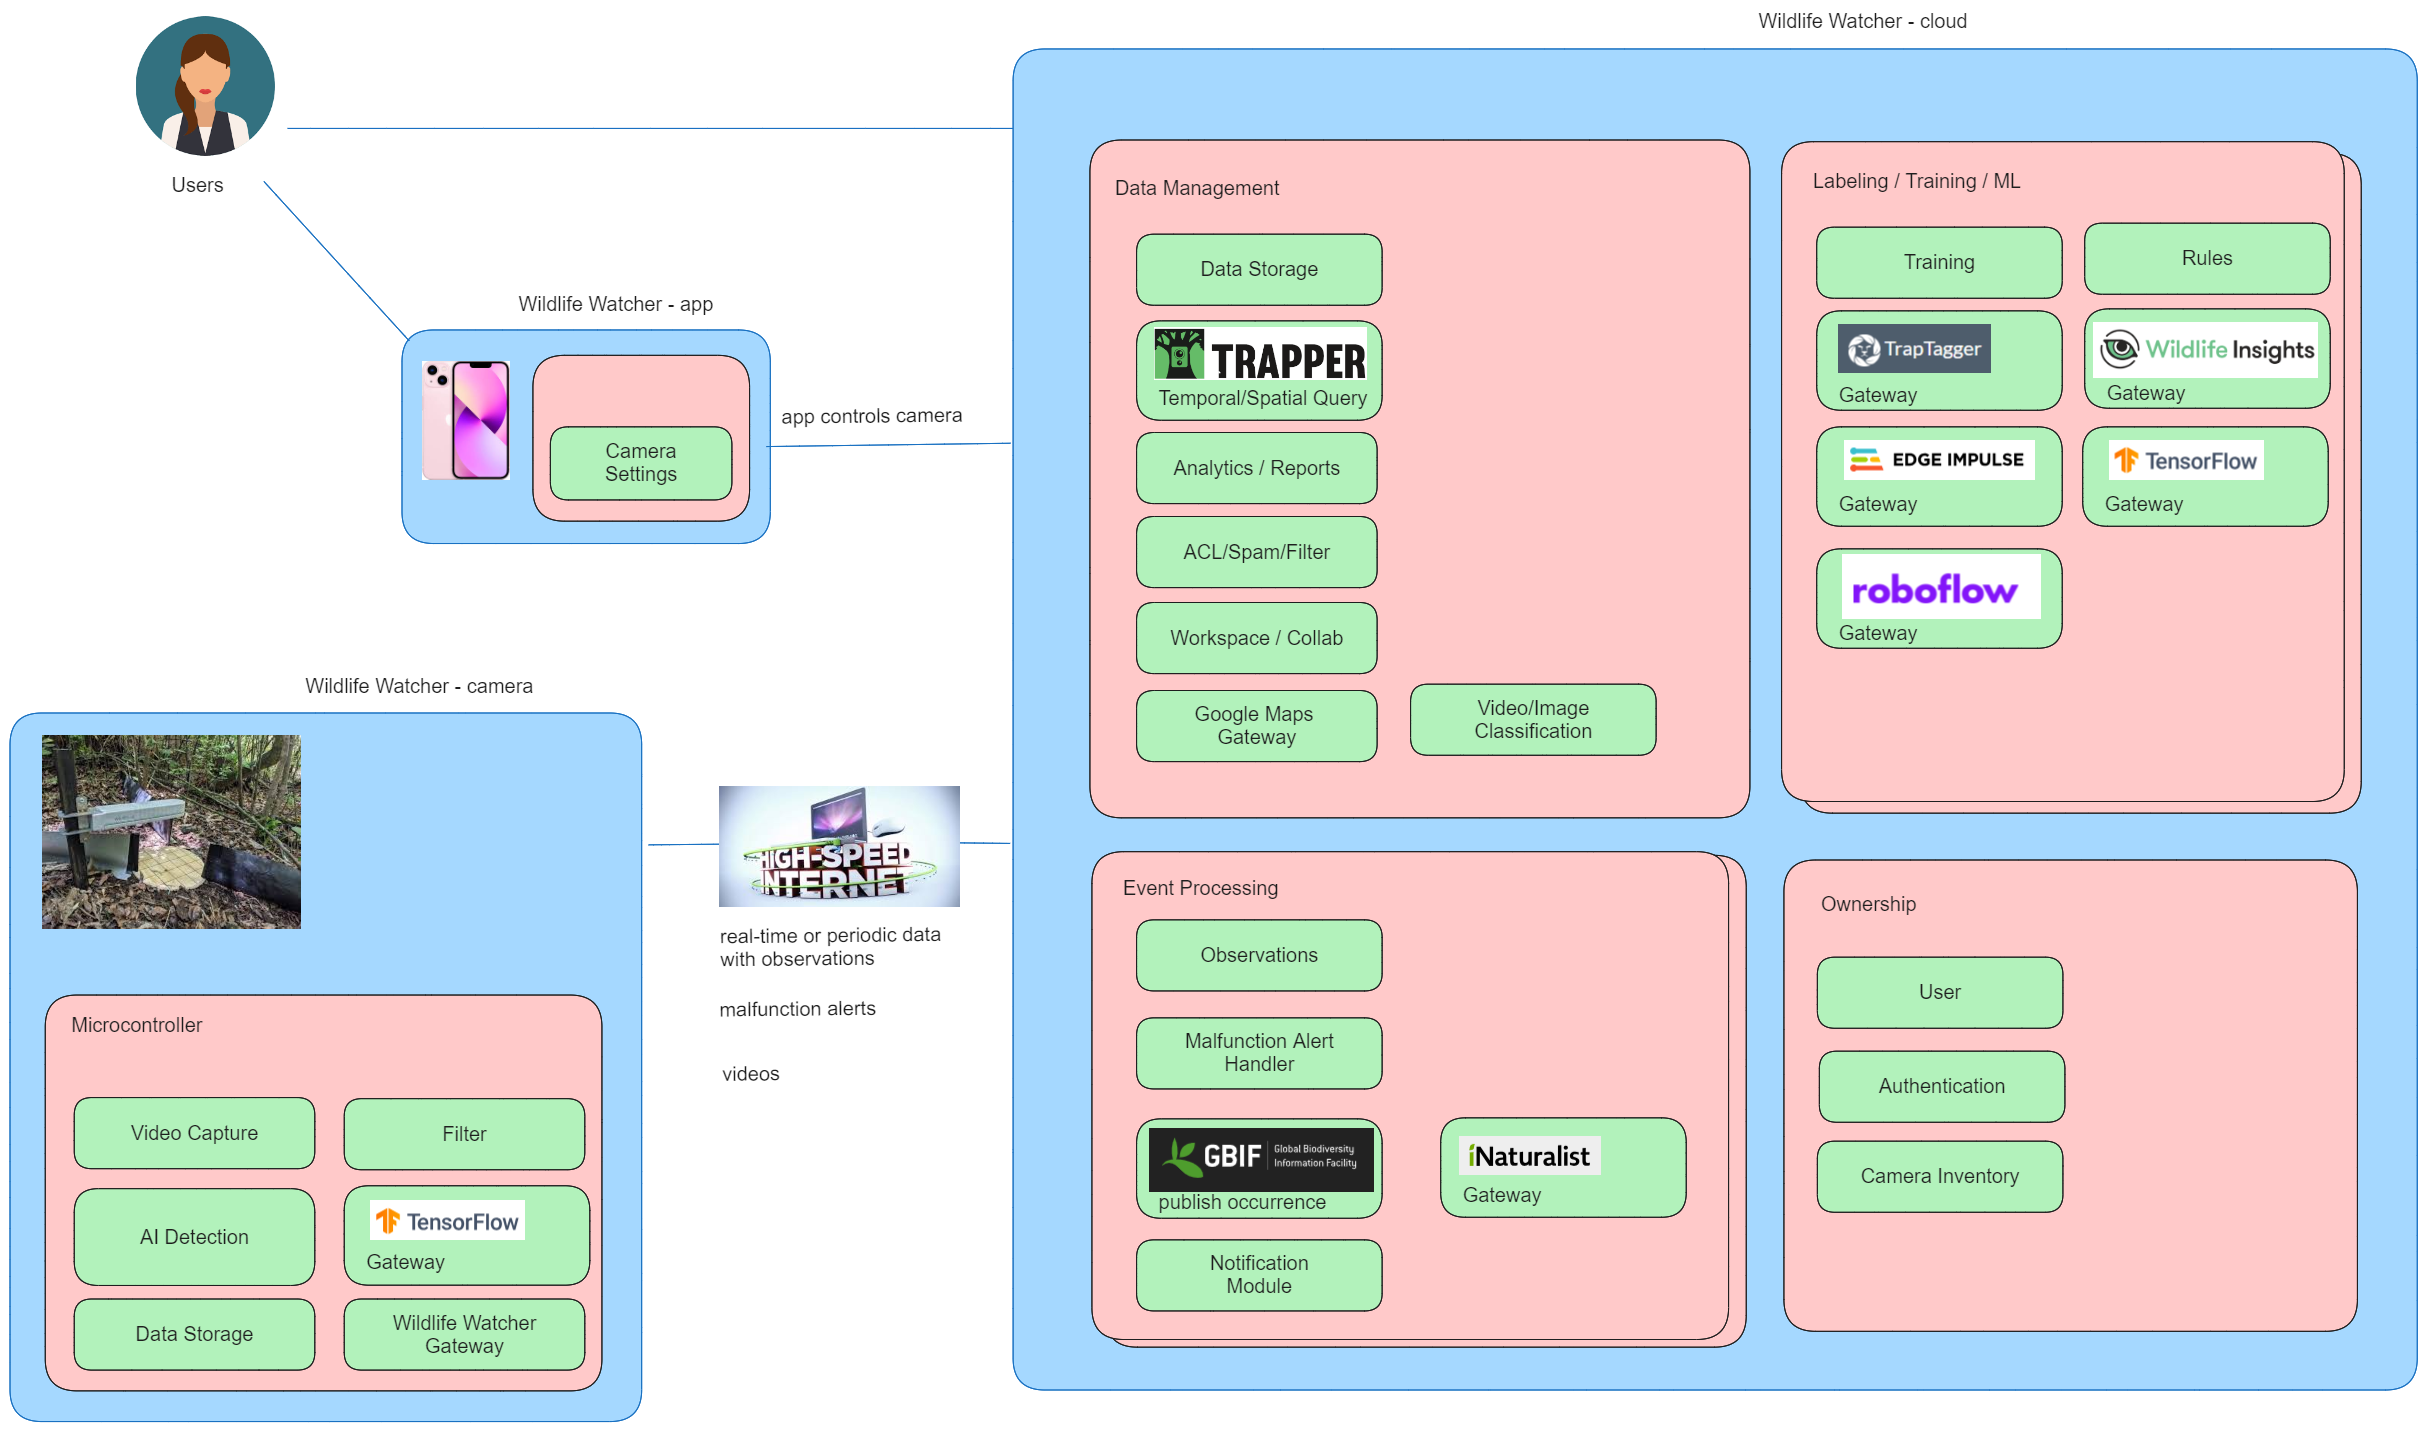 Wildlife Watcher - cloud
Users
Wildlife Watcher - app
Camera
Settings
app controls camera
Wildlife Watcher - camera
Microcontroller
Video Capture
Filter
AI Detection
TensorFlow
Gateway
Data Storage
Wildlife Watcher
Gateway
HIGH-SPEED
INTERNET
real-time or periodic data
with observations
malfunction alerts
videos
Data Management
Data Storage
TRAPPER
Temporal/Spatial Query
Analytics / Reports
ACL/Spam/Filter
Workspace / Collab
Google Maps
Gateway
Video/Image
Classification
Labeling / Training / ML
Training
Rules
TrapTagger
Gateway
Wildlife Insights
Gateway
EDGE IMPULSE
Gateway
TensorFlow
Gateway
roboflow
Gateway
Event Processing
Observations
Malfunction Alert
Handler
GBIF
Global Biodiversity
Information Facility
publish occurrence
iNaturalist
Gateway
Notification
Module
Ownership
User
Authentication
Camera Inventory